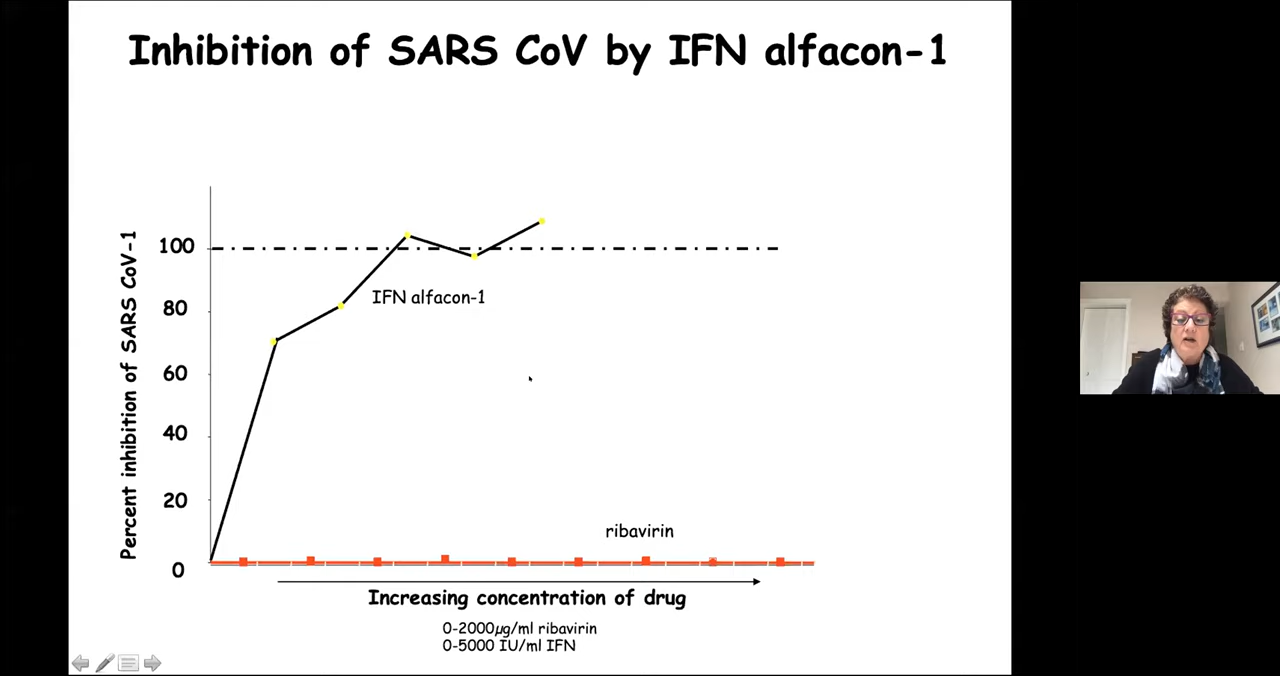 Inhibition of SARS CoV by IFN alfacon-1
Percent inhibition of SARS CoV-1
100
80
60
40
20
0
IFN alfacon-1
ribavirin
Increasing concentration of drug
0-2000µg/ml ribavirin
0-5000 IU/ml IFN